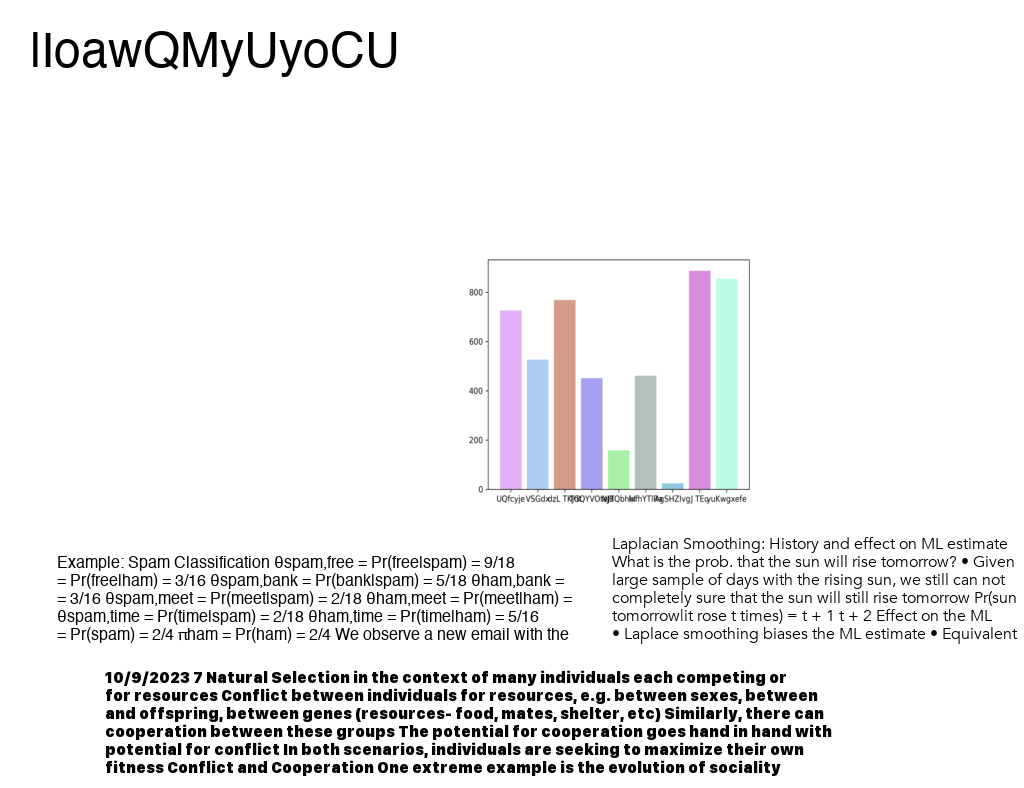 lIoawQMyUyoCU
800
600
400
200
0
UQfcyje VSGdx
Example: Spam Classification θspam,free = Pr(free|spam) = 9/18
= Pr(free|ham) = 3/16 θspam,bank = Pr(bank|spam) = 5/18 θham,bank =
= 3/16 θspam,meet = Pr(meet|spam) = 2/18 θham,meet = Pr(meet|ham) =
θspam,time = Pr(time|spam) = 2/18 θham,time = Pr(time|ham) = 5/16
= Pr(spam) = 2/4 πham = Pr(ham) = 2/4 We observe a new email with the
Laplacian Smoothing: History and effect on ML estimate
What is the prob. that the sun will rise tomorrow? • Given
large sample of days with the rising sun, we still can not
completely sure that the sun will still rise tomorrow Pr(sun
tomorrow|it rose t times) = t + 1 t + 2 Effect on the ML
• Laplace smoothing biases the ML estimate • Equivalent
10/9/2023 7 Natural Selection in the context of many individuals each competing or
for resources Conflict between individuals for resources, e.g. between sexes, between
and offspring, between genes (resources- food, mates, shelter, etc) Similarly, there can
cooperation between these groups The potential for cooperation goes hand in hand with
potential for conflict In both scenarios, individuals are seeking to maximize their own
fitness Conflict and Cooperation One extreme example is the evolution of sociality